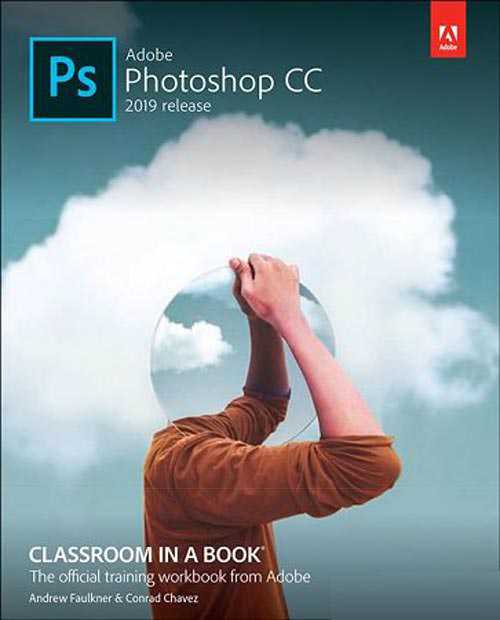 Adobe
Ps
Adobe
Photoshop CC
2019 release
CLASSROOM IN A BOOK®
The official training workbook from Adobe
Andrew Faulkner & Conrad Chavez